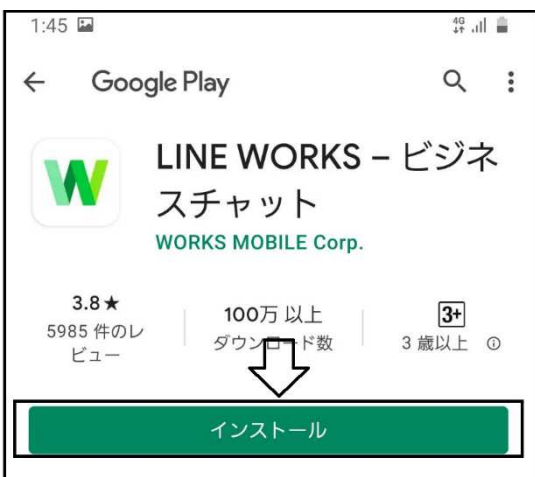 1:45
4G
Google Play
LINE WORKS – ビジネ
スチャット
WORKS MOBILE Corp.
3.8★
5985 件のレ
ビュー
100万 以上
ダウンロード数
3+
3 歳以上
インストール